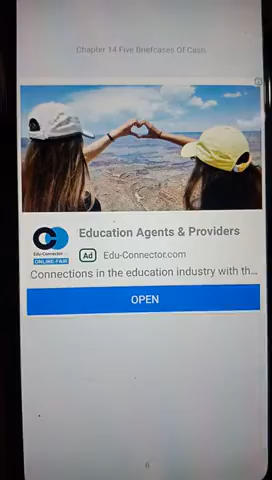 Chapter 14 Five Briefcases Of Cash
Education Agents & Providers
Edu-Connector
ONLINE-FAIR
Ad Edu-Connector.com
Connections in the education industry with th...
OPEN
6